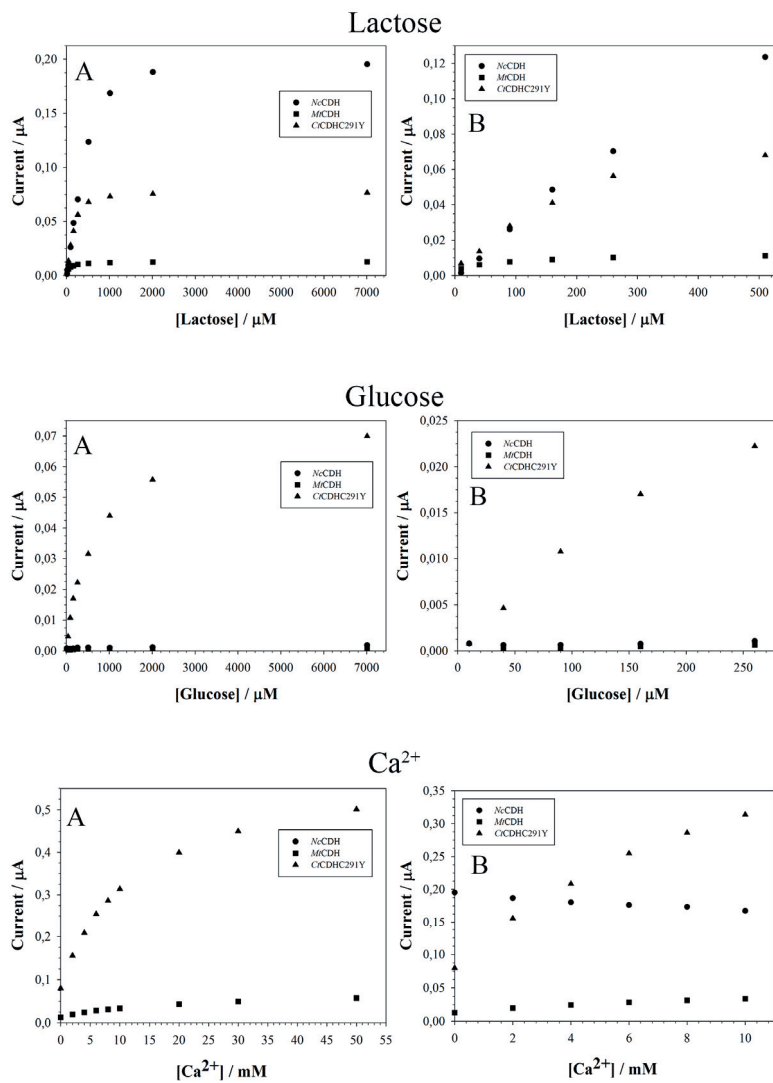 Lactose
A
NcCDH
MtCDH
CtCDHC291Y
Current / µA
0,20
0,15
0,10
0,05
0,00
0 1000 2000 3000 4000 5000 6000 7000
[Lactose] / µM
B
NcCDH
MtCDH
CtCDHC291Y
Current / µA
0,12
0,10
0,08
0,06
0,04
0,02
0,00
0 100 200 300 400 500
[Lactose] / µM
Glucose
A
NcCDH
MtCDH
CtCDHC291Y
Current / µA
0,07
0,06
0,05
0,04
0,03
0,02
0,01
0,00
0 1000 2000 3000 4000 5000 6000 7000
[Glucose] / µM
B
NcCDH
MtCDH
CtCDHC291Y
Current / µA
0,025
0,020
0,015
0,010
0,005
0,000
0 50 100 150 200 250
[Glucose] / µM
Ca²⁺
A
NcCDH
MtCDH
CtCDHC291Y
Current / µA
0,5
0,4
0,3
0,2
0,1
0,0
0 5 10 15 20 25 30 35 40 45 50 55
[Ca²⁺] / mM
B
NcCDH
MtCDH
CtCDHC291Y
Current / µA
0,35
0,30
0,25
0,20
0,15
0,10
0,05
0,00
0 2 4 6 8 10
[Ca²⁺] / mM